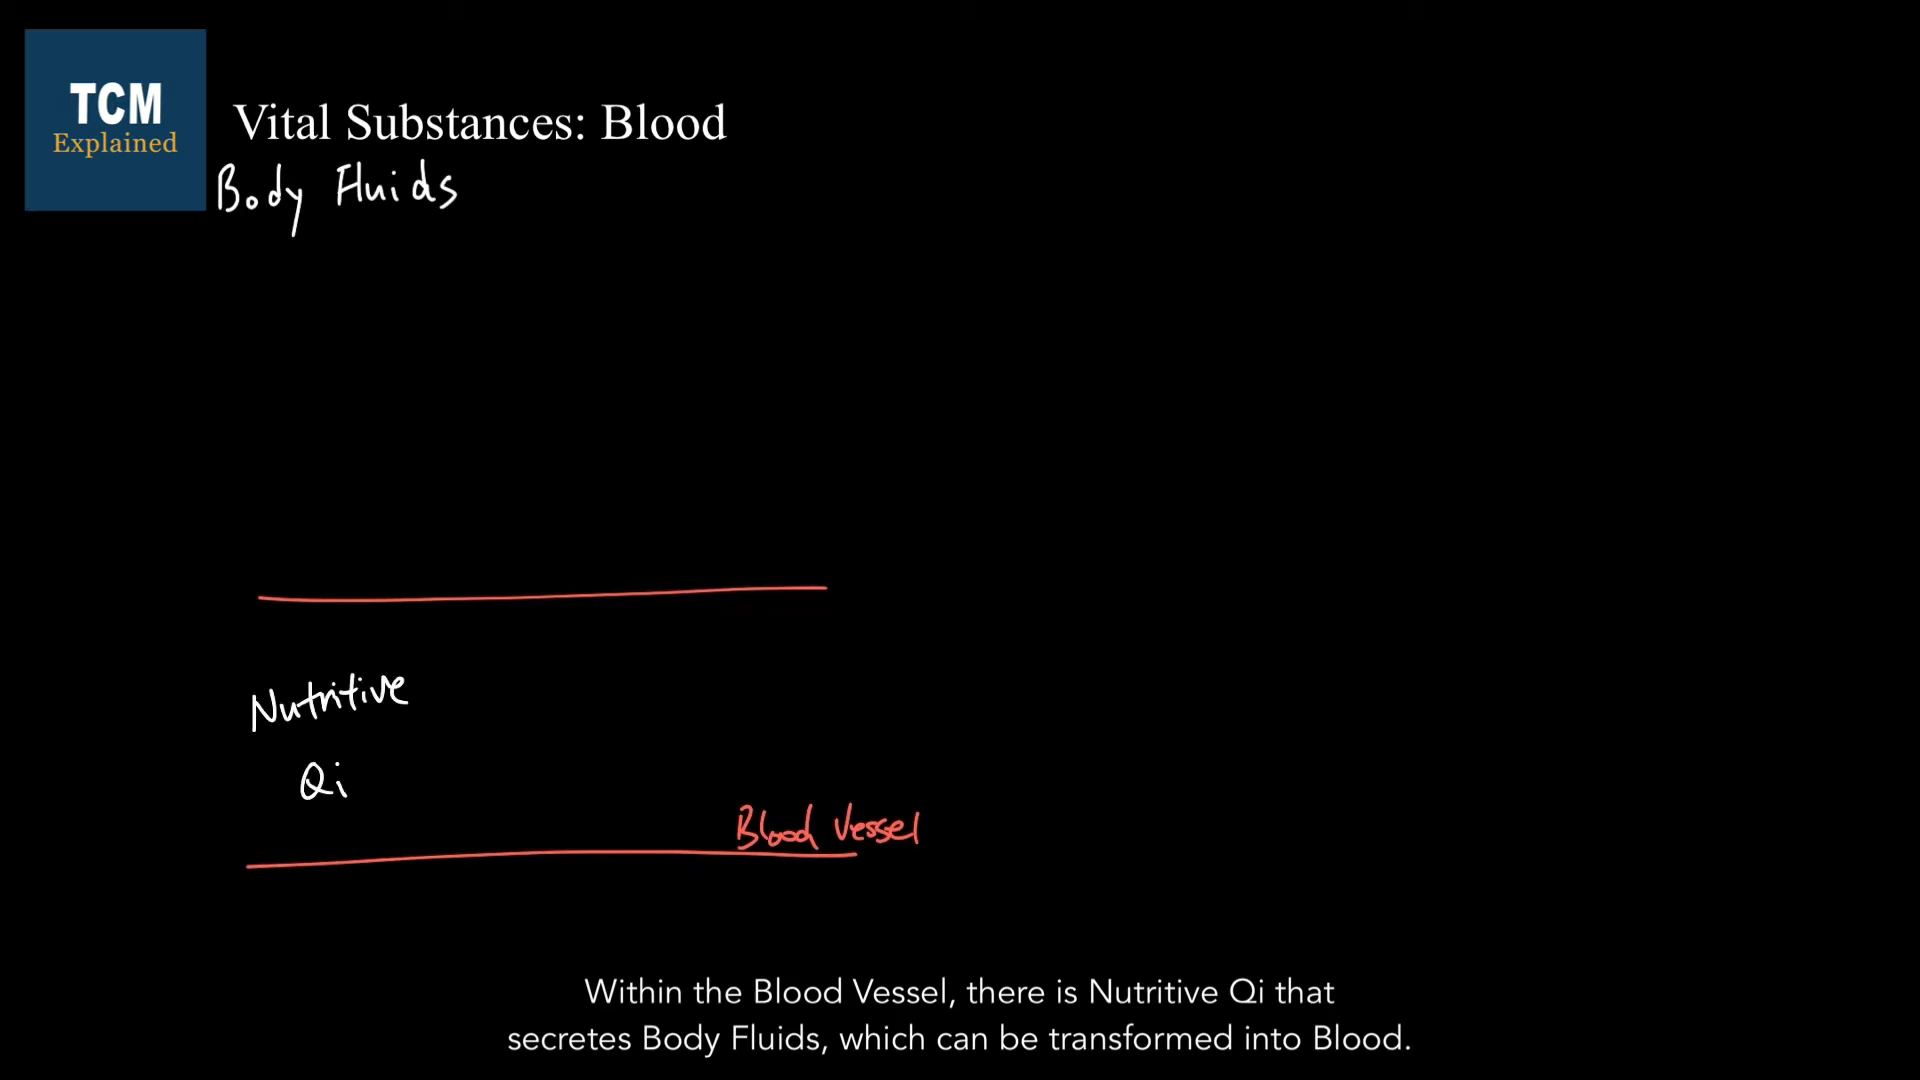 TCM
Explained
Vital Substances: Blood
Body Fluids
Nutritive
Qi
Blood Vessel
Within the Blood Vessel, there is Nutritive Qi that
secretes Body Fluids, which can be transformed into Blood.